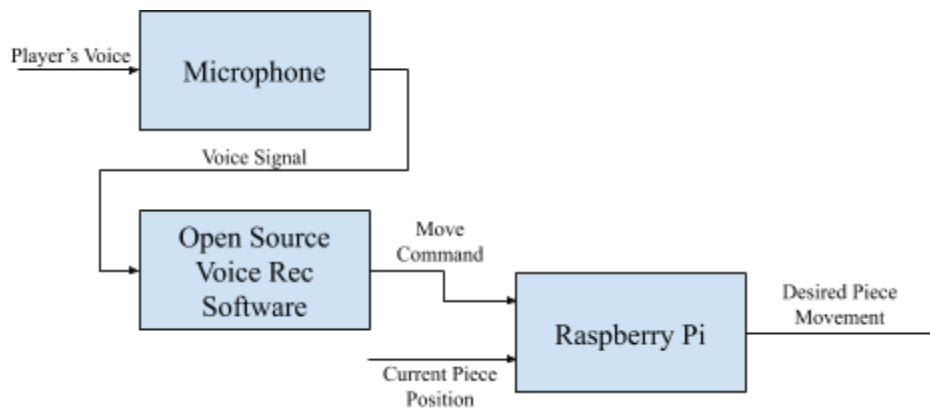 Player's Voice
Microphone
Voice Signal
Open Source
Voice Rec
Software
Move
Command
Raspberry Pi
Desired Piece
Movement
Current Piece
Position